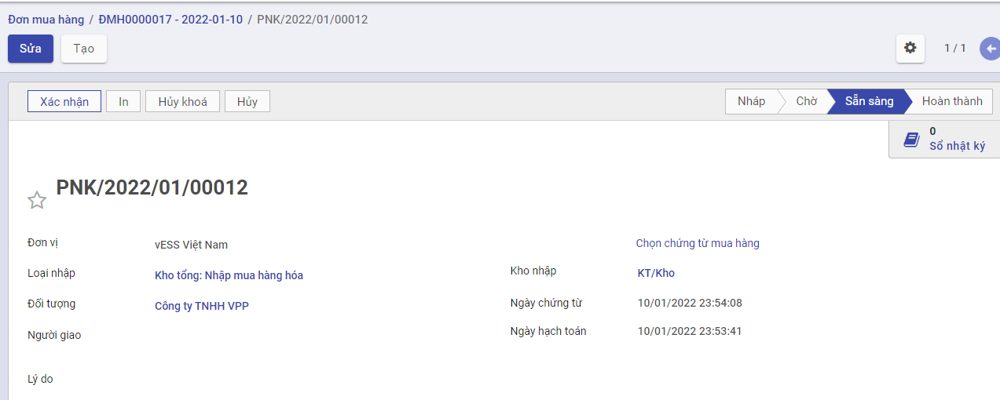 Đơn mua hàng / ĐMH0000017 - 2022-01-10 / PNK/2022/01/00012
Sửa Tạo 1 / 1
Xác nhận In Hủy khoá Hủy Nháp Chờ Sẵn sàng Hoàn thành
0
Sổ nhật ký
PNK/2022/01/00012
Đơn vị vESS Việt Nam Chọn chứng từ mua hàng
Loại nhập Kho tổng: Nhập mua hàng hóa Kho nhập KT/Kho
Đối tượng Công ty TNHH VPP Ngày chứng từ 10/01/2022 23:54:08
Người giao Ngày hạch toán 10/01/2022 23:53:41
Lý do